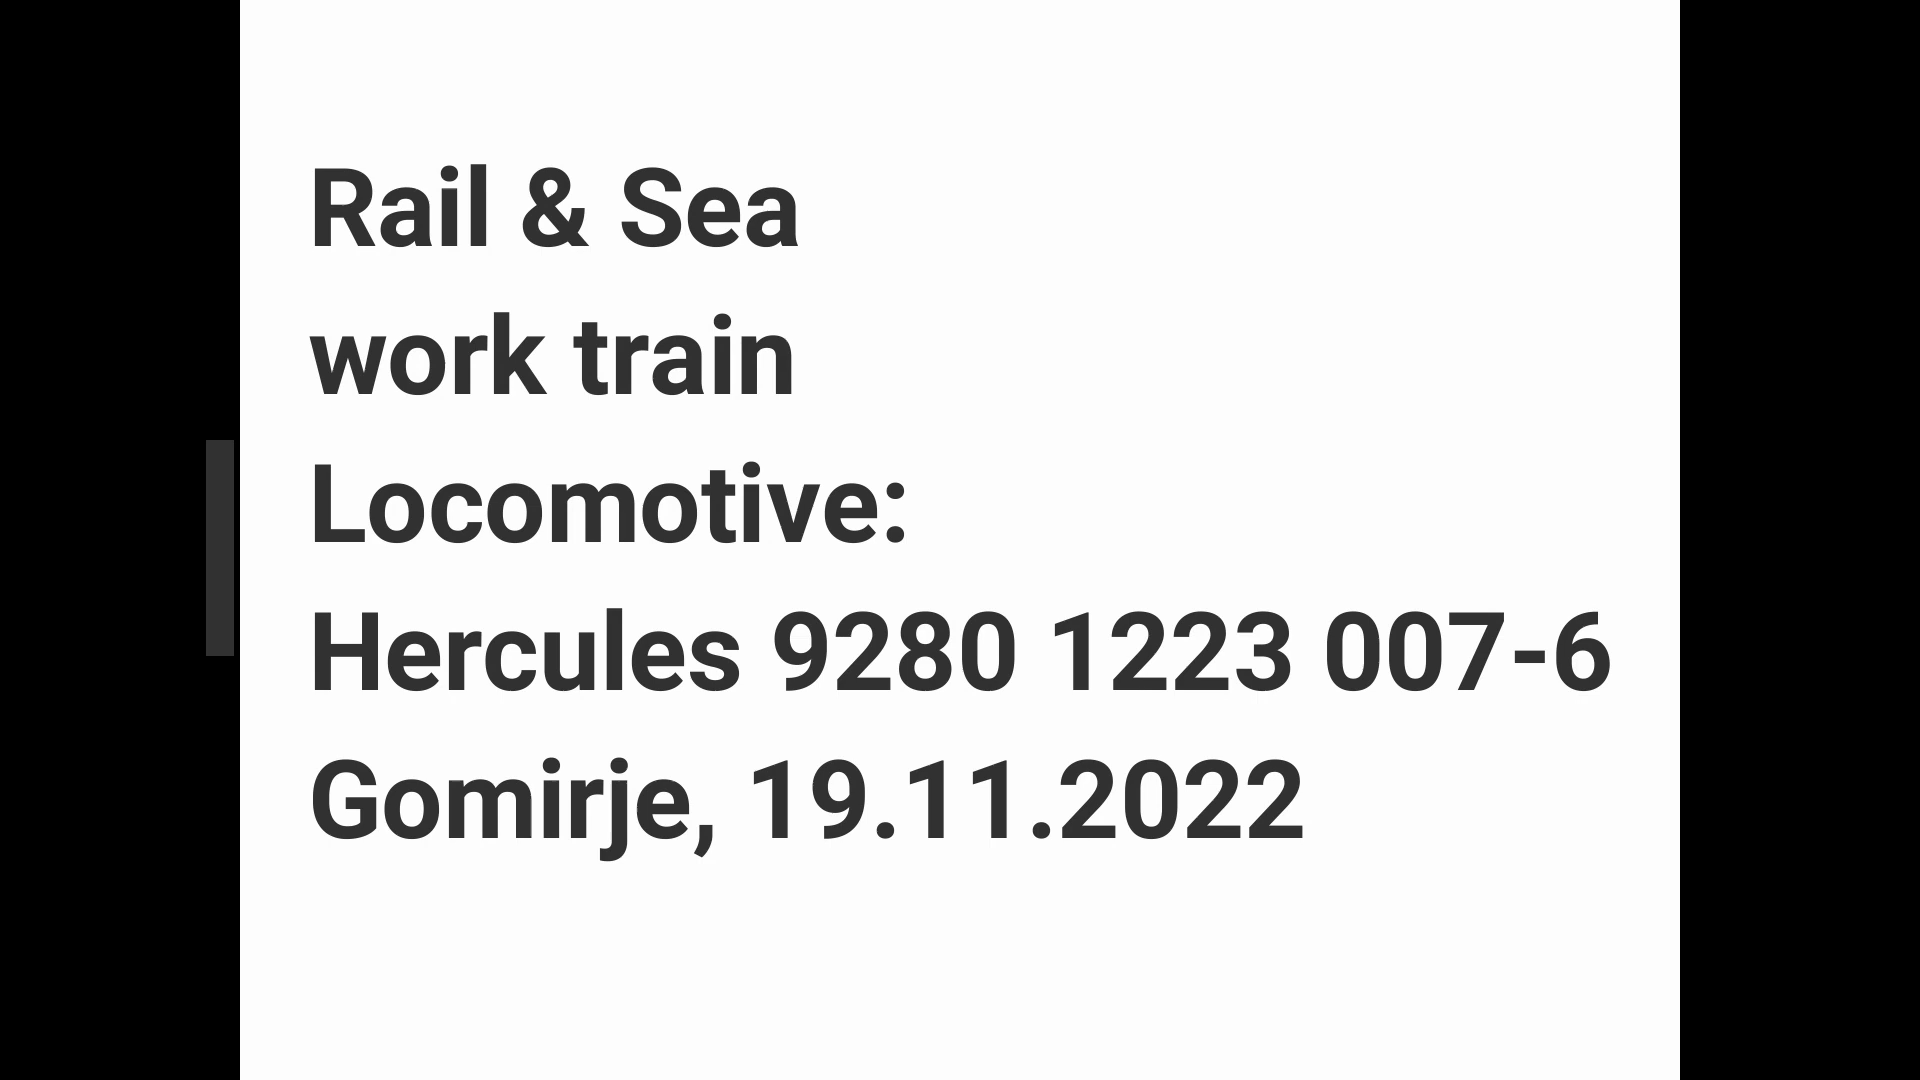 Rail & Sea
work train
Locomotive:
Hercules 9280 1223 007-6
Gomirje, 19.11.2022